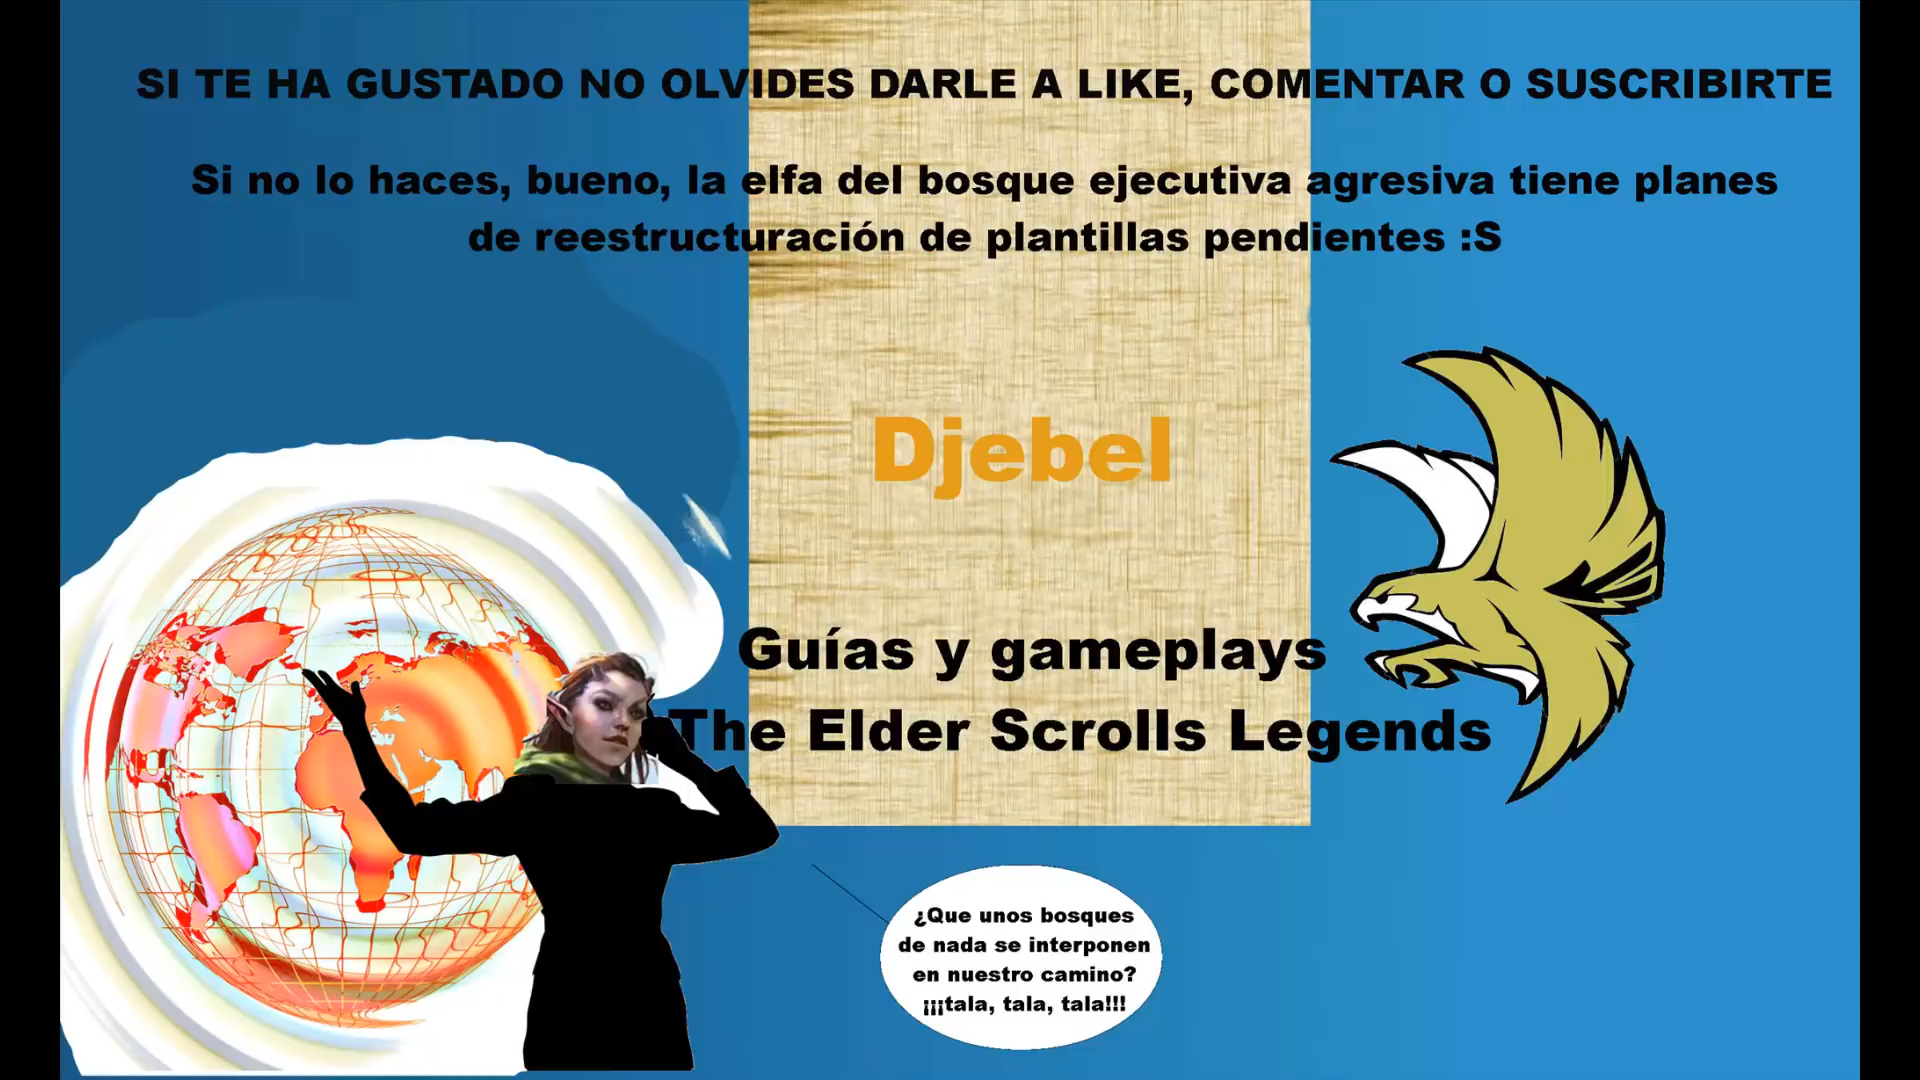 SI TE HA GUSTADO NO OLVIDES DARLE A LIKE, COMENTAR O SUSCRIBIRTE
Si no lo haces, bueno, la elfa del bosque ejecutiva agresiva tiene planes
de reestructuración de plantillas pendientes :S
Djebel
Guías y gameplays
The Elder Scrolls Legends
¿Que unos bosques
de nada se interponen
en nuestro camino?
¡¡¡tala, tala, tala!!!